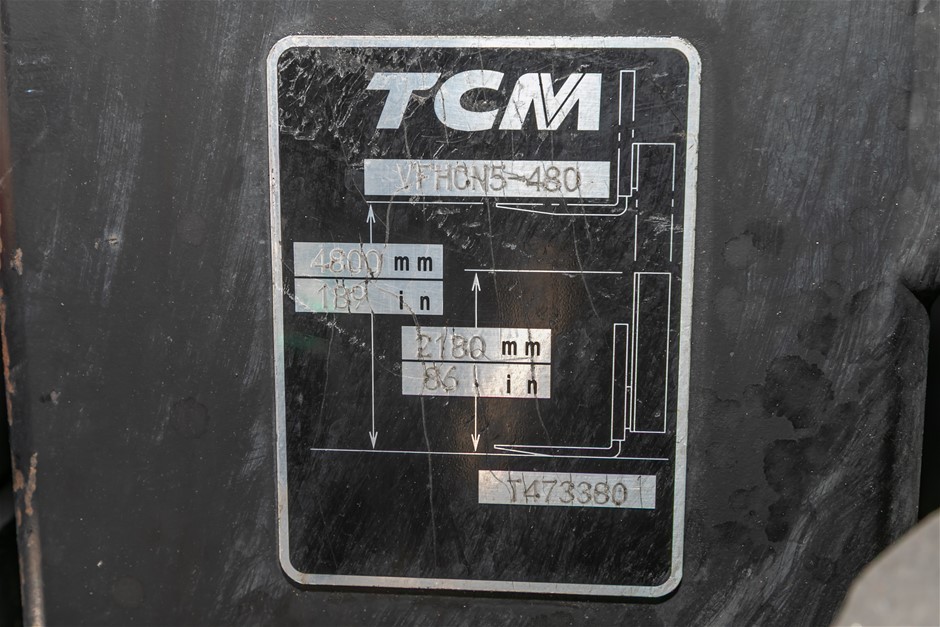 TCM
VFHCN5-480
4800 mm
189 in
2180 mm
86 in
T473380